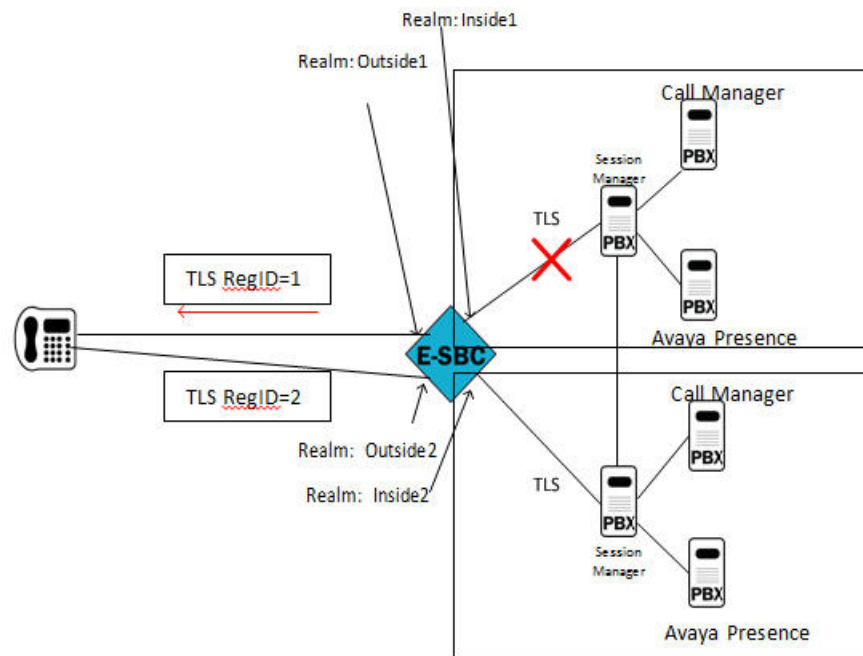 Realm: Inside1
Realm: Outside1
Call Manager
PBX
Session
Manager
PBX
TLS
TLS RegID=1
PBX
Avaya Presence
E-SBC
TLS RegID=2
Call Manager
PBX
Realm: Outside2
Realm: Inside2
TLS
PBX
Session
Manager
PBX
Avaya Presence